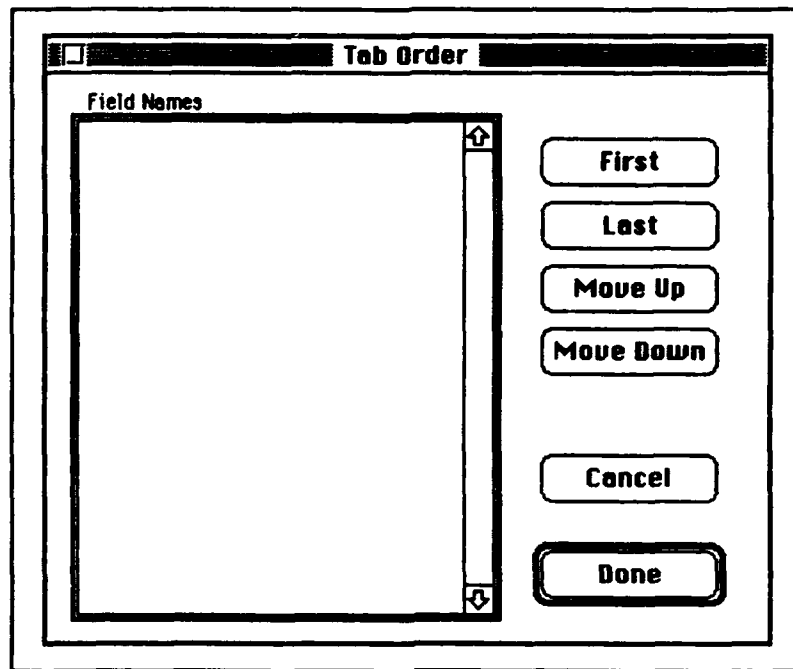 Tab Order
Field Names
First
Last
Move Up
Move Down
Cancel
Done